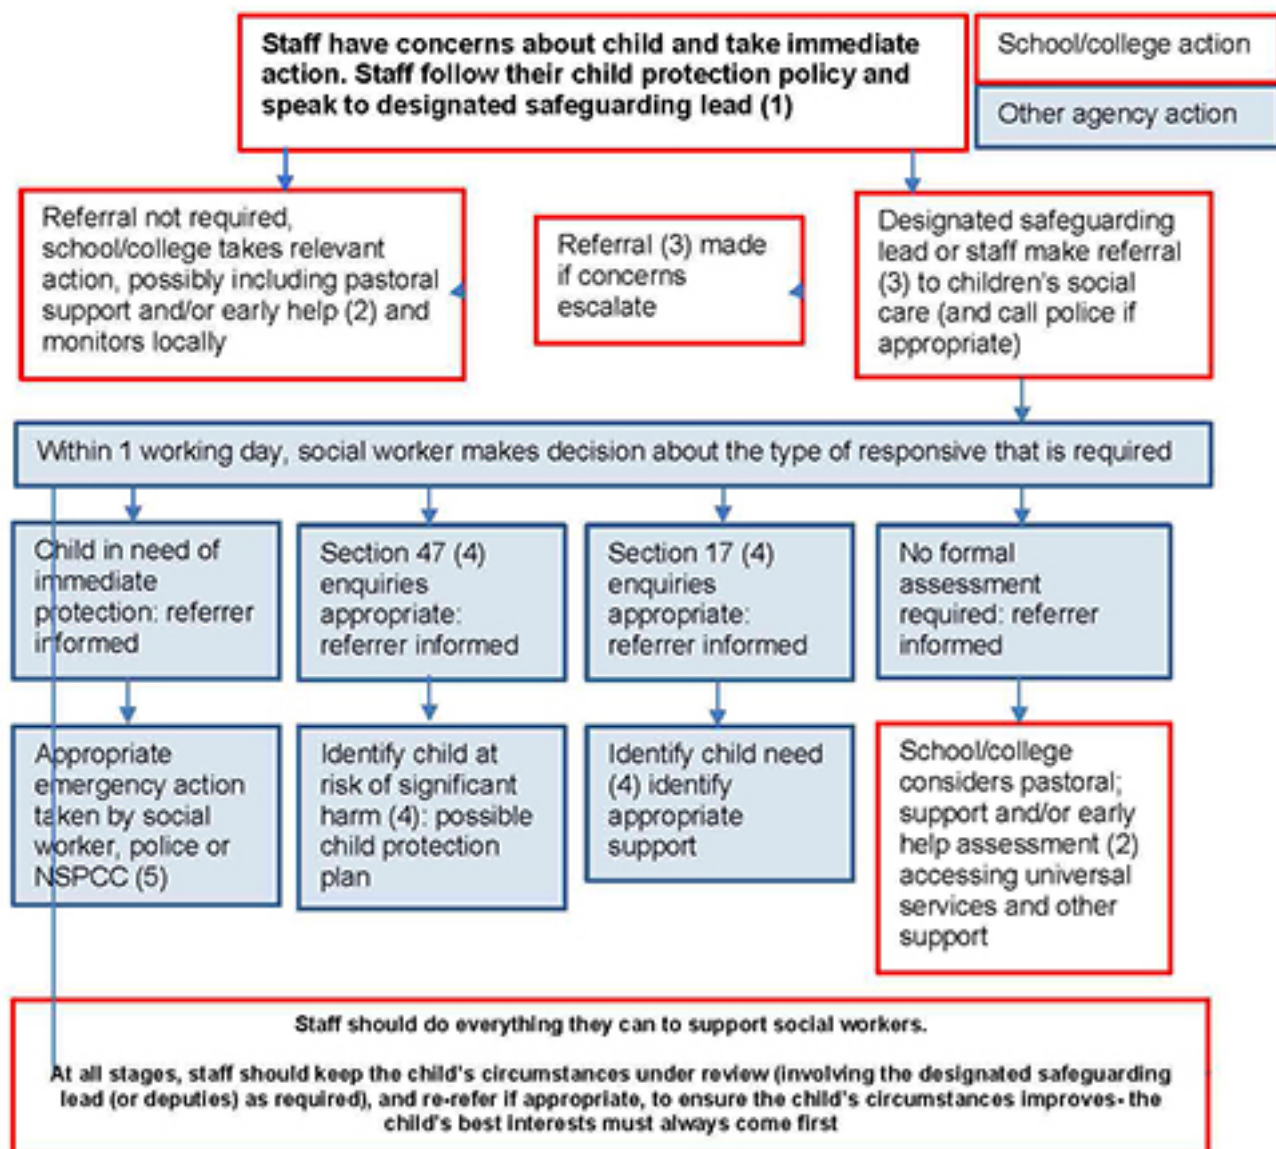 Staff have concerns about child and take immediate
action. Staff follow their child protection policy and
speak to designated safeguarding lead (1)
School/college action
Other agency action
Referral not required,
school/college takes relevant
action, possibly including pastoral
support and/or early help (2) and
monitors locally
Referral (3) made
if concerns
escalate
Designated safeguarding
lead or staff make referral
(3) to children's social
care (and call police if
appropriate)
Within 1 working day, social worker makes decision about the type of responsive that is required
Child in need of
immediate
protection: referrer
informed
Section 47 (4)
enquiries
appropriate:
referrer informed
Section 17 (4)
enquiries
appropriate:
referrer informed
No formal
assessment
required: referrer
informed
Appropriate
emergency action
taken by social
worker, police or
NSPCC (5)
Identify child at
risk of significant
harm (4): possible
child protection
plan
Identify child need
(4) identify
appropriate
support
School/college
considers pastoral;
support and/or early
help assessment (2)
accessing universal
services and other
support
Staff should do everything they can to support social workers.
At all stages, staff should keep the child's circumstances under review (involving the designated safeguarding
lead (or deputies) as required), and re-refer if appropriate, to ensure the child's circumstances improves- the
child's best interests must always come first